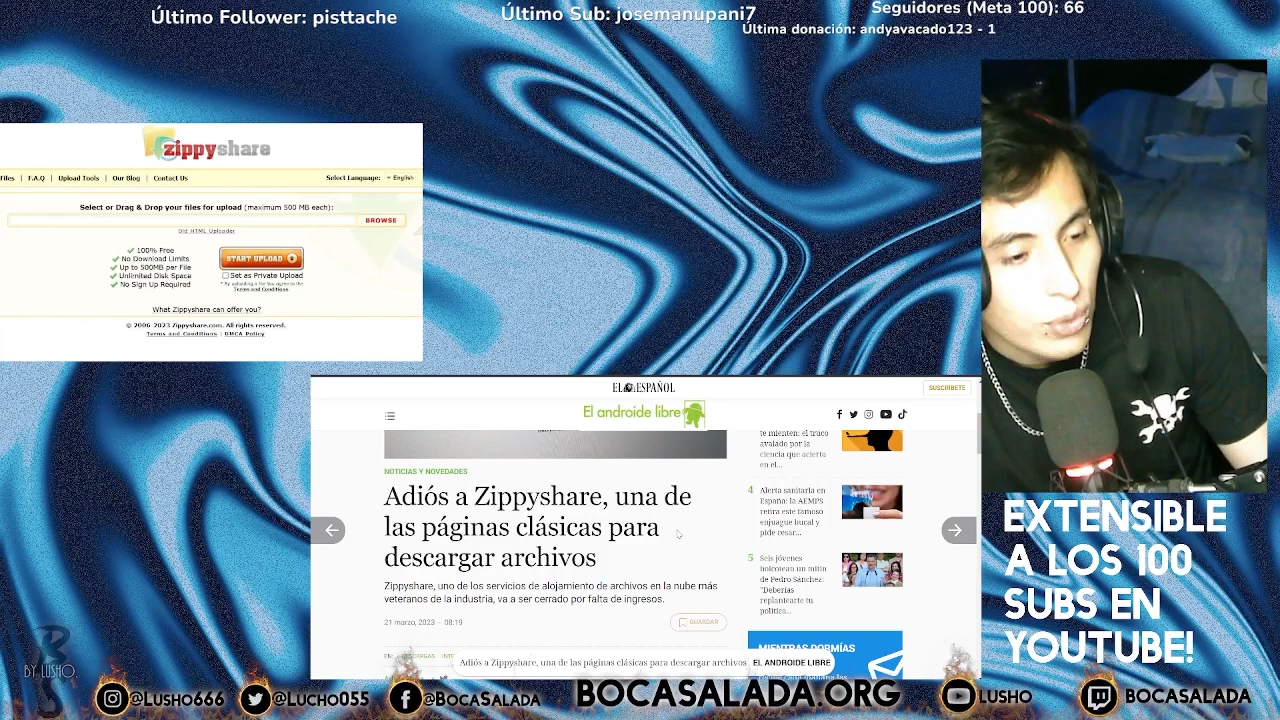 Último Follower: pisttache
Último Sub: josemanupani7
Seguidores (Meta 100): 66
Última donación: andyavacado123 - 1
zippyshare
Files | F.A.Q | Upload Tools | Our Blog | Contact Us
Select Language: English
Select or Drag & Drop your files for upload (maximum 500 MB each):
BROWSE
Old HTML Uploader
100% Free
No Download Limits
Up to 500MB per File
Unlimited Disk Space
No Sign Up Required
START UPLOAD
Set as Private Upload
* By uploading a file You agree to the
Terms and Conditions.
What Zippyshare can offer you?
© 2006-2023 Zippyshare.com. All rights reserved.
Terms and Conditions | DMCA Policy
EL ESPAÑOL
SUSCRÍBETE
El androide libre
NOTICIAS Y NOVEDADES
Adiós a Zippyshare, una de
las páginas clásicas para
descargar archivos
Zippyshare, uno de los servicios de alojamiento de archivos en la nube más
veteranos de la industria, va a ser cerrado por falta de ingresos.
21 marzo, 2023 - 08:19
GUARDAR
te mienten: el truco
avalado por la
ciencia que acierta
en el...
4 Alerta sanitaria en
España: la AEMPS
retira este famoso
enjuague bucal y
pide cesar...
5 Seis jóvenes
boicotean un mitin
de Pedro Sánchez:
"Deberías
replantearte tu
política...
MIENTRAS DORMÍAS
Adiós a Zippyshare, una de las páginas clásicas para descargar archivos EL ANDROIDE LIBRE
EXTENSIBLE
A LOS 100
SUBS EN
YOUTUBE!
BY LUSHO
@LUSHO666
@LUCHO055
@BOCASALADA
BOCASALADA.ORG
LUSHO
BOCASALADA